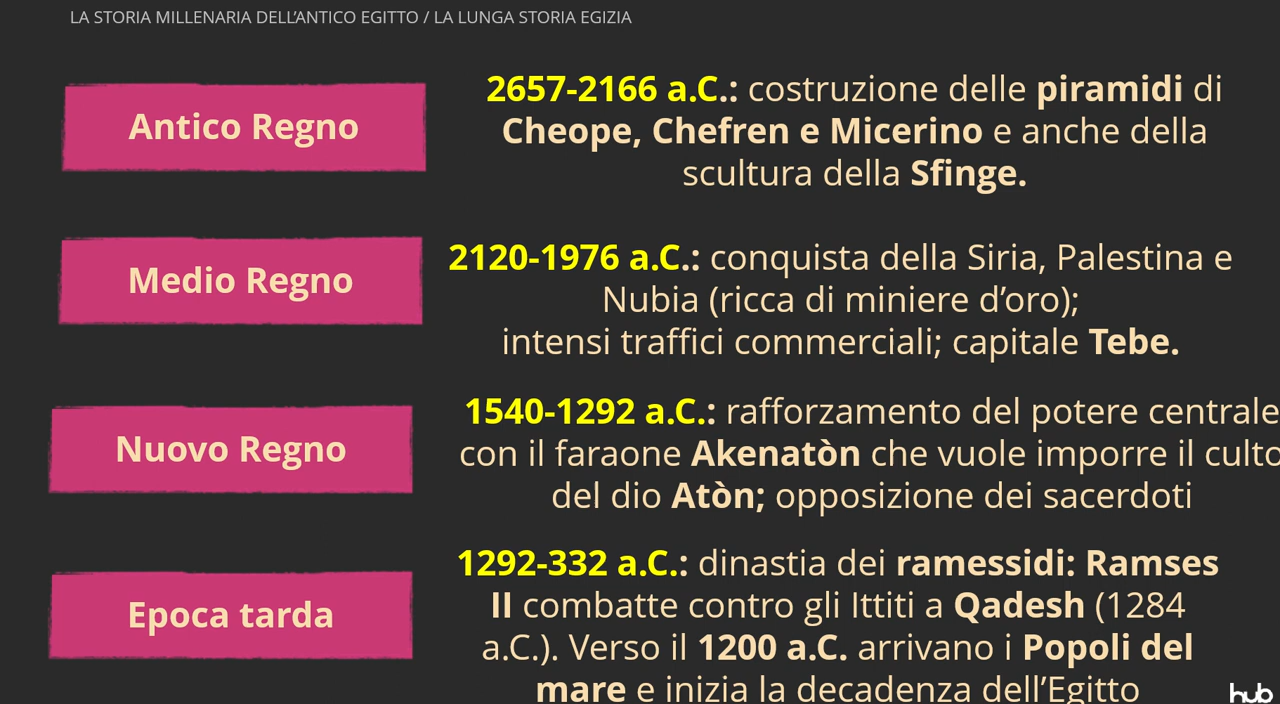 LA STORIA MILLENARIA DELL'ANTICO EGITTO / LA LUNGA STORIA EGIZIA
Antico Regno
2657-2166 a.C.: costruzione delle piramidi di
Cheope, Chefren e Micerino e anche della
scultura della Sfinge.
Medio Regno
2120-1976 a.C.: conquista della Siria, Palestina e
Nubia (ricca di miniere d'oro);
intensi traffici commerciali; capitale Tebe.
Nuovo Regno
1540-1292 a.C.: rafforzamento del potere centrale
con il faraone Akenatòn che vuole imporre il culto
del dio Atòn; opposizione dei sacerdoti
Epoca tarda
1292-332 a.C.: dinastia dei ramessidi: Ramses
II combatte contro gli Ittiti a Qadesh (1284
a.C.). Verso il 1200 a.C. arrivano i Popoli del
mare e inizia la decadenza dell'Egitto
hub